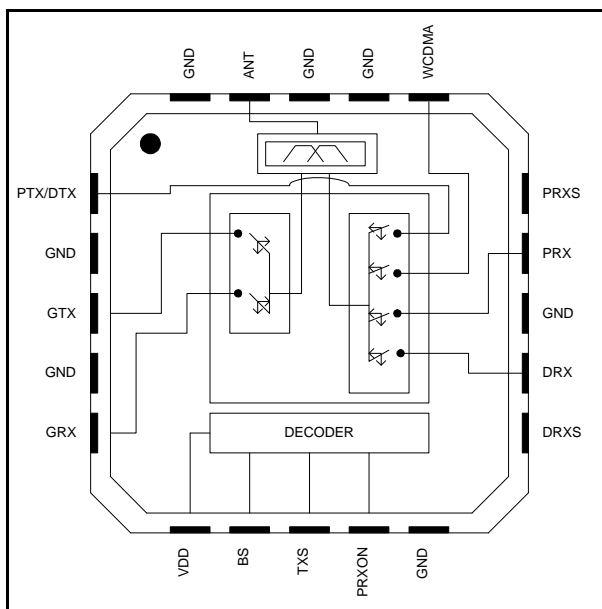 GND
ANT
GND
GND
WCDMA
PTX/DTX
GND
GTX
GND
GRX
PRXS
PRX
GND
DRX
DRXS
DECODER
VDD
BS
TXS
PRXON
GND